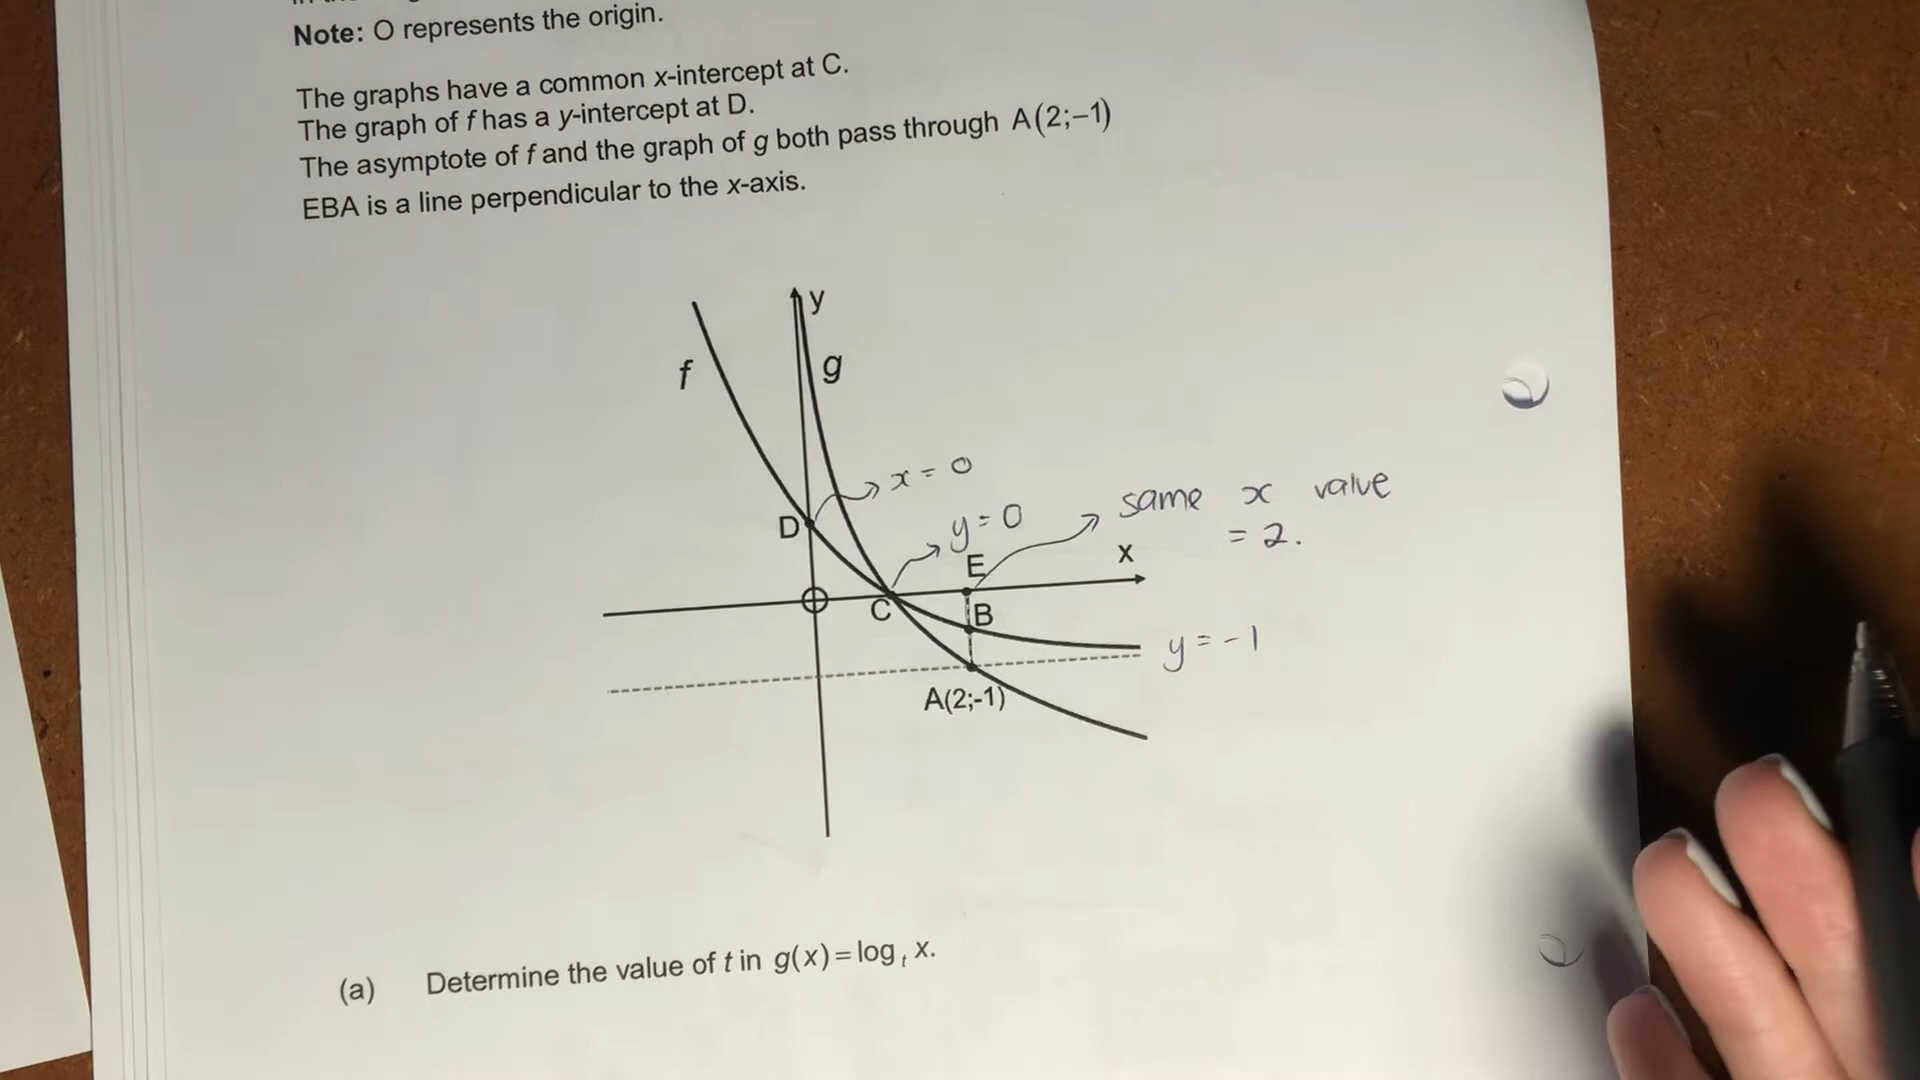 Note: O represents the origin.
The graphs have a common x-intercept at C.
The graph of f has a y-intercept at D.
The asymptote of f and the graph of g both pass through A(2;−1)
EBA is a line perpendicular to the x-axis.
y
f
g
x = 0
same x value
= 2.
D
y = 0
E
x
C
B
y = -1
A(2;-1)
(a) Determine the value of t in g(x)=logₜ x.